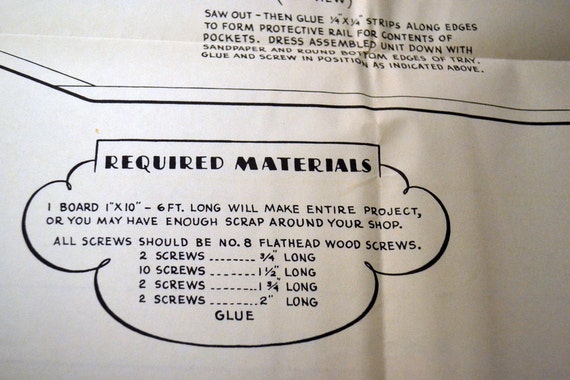 SAW OUT - THEN GLUE ¼"X¼" STRIPS ALONG EDGES
TO FORM PROTECTIVE RAIL FOR CONTENTS OF
POCKETS. DRESS ASSEMBLED UNIT DOWN WITH
SANDPAPER AND ROUND BOTTOM EDGES OF TRAY.
GLUE AND SCREW IN POSITION AS INDICATED ABOVE.
REQUIRED MATERIALS
1 BOARD 1"X10" - 6 FT. LONG WILL MAKE ENTIRE PROJECT,
OR YOU MAY HAVE ENOUGH SCRAP AROUND YOUR SHOP.
ALL SCREWS SHOULD BE NO. 8 FLATHEAD WOOD SCREWS.
2 SCREWS ........ ¾" LONG
10 SCREWS ....... 1½" LONG
2 SCREWS ........ 1¾" LONG
2 SCREWS ........ 2" LONG
GLUE